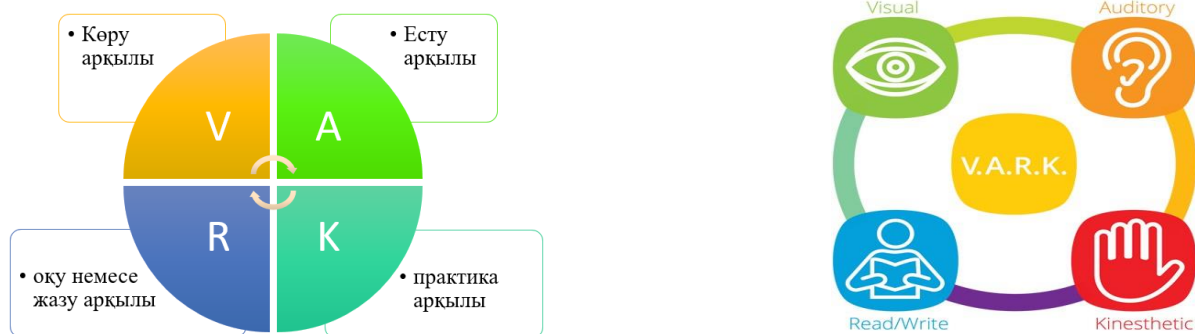 • Көру
арқылы
• Есту
арқылы
V
A
R
K
• оқу немесе
жазу арқылы
• практика
арқылы
Visual
Auditory
V.A.R.K.
Read/Write
Kinesthetic